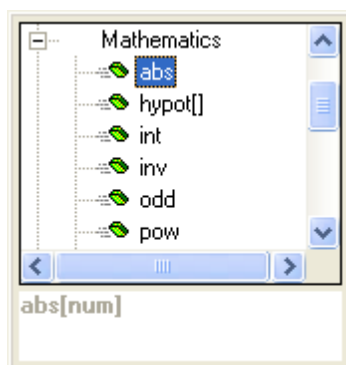 Mathematics
abs
hypot[]
int
inv
odd
pow
abs[num]